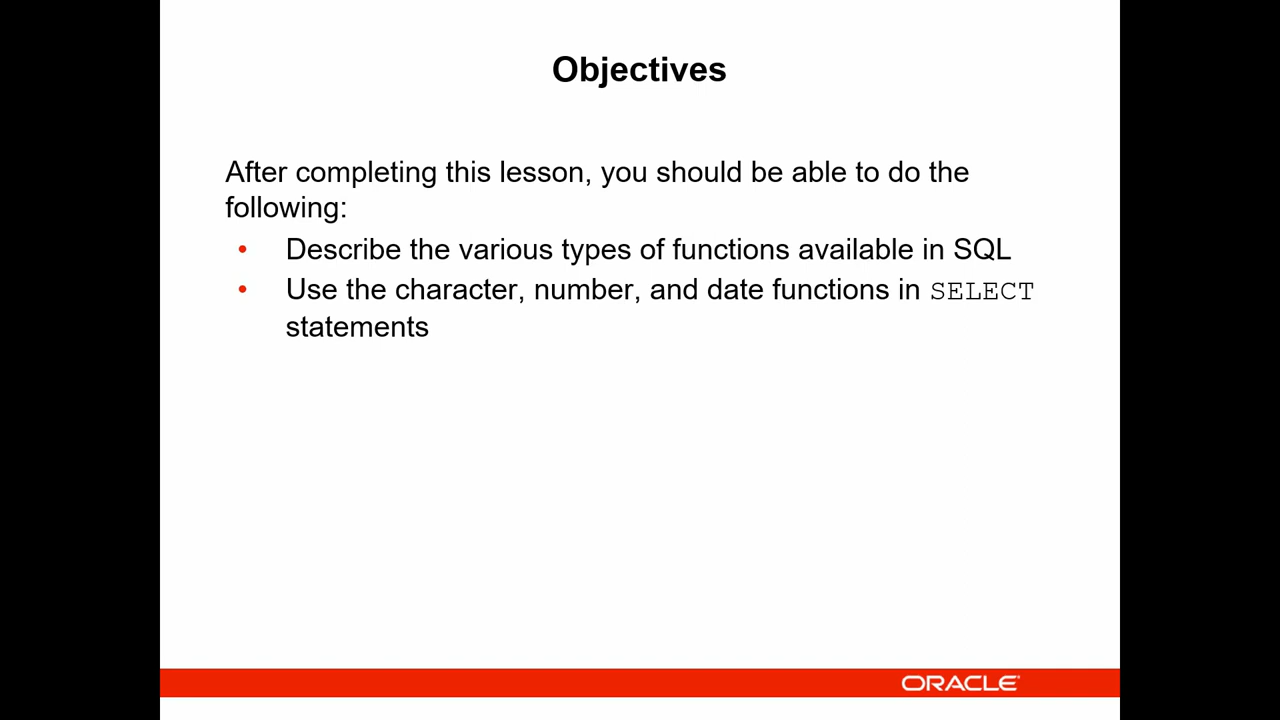 Objectives
After completing this lesson, you should be able to do the
following:
• Describe the various types of functions available in SQL
• Use the character, number, and date functions in SELECT
statements
ORACLE